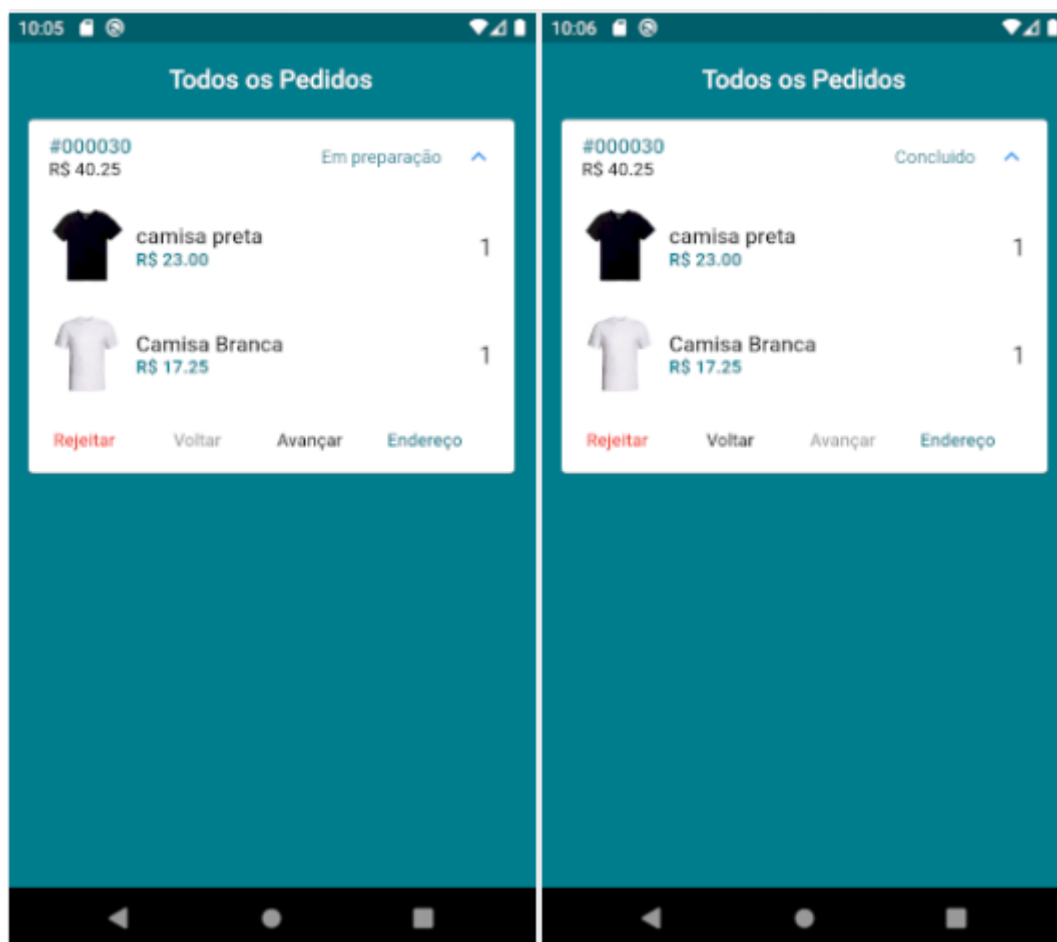 10:05
Todos os Pedidos
#000030
R$ 40.25
Em preparação
camisa preta
R$ 23.00
1
Camisa Branca
R$ 17.25
1
Rejeitar Voltar Avançar Endereço
10:06
Todos os Pedidos
#000030
R$ 40.25
Concluido
camisa preta
R$ 23.00
1
Camisa Branca
R$ 17.25
1
Rejeitar Voltar Avançar Endereço